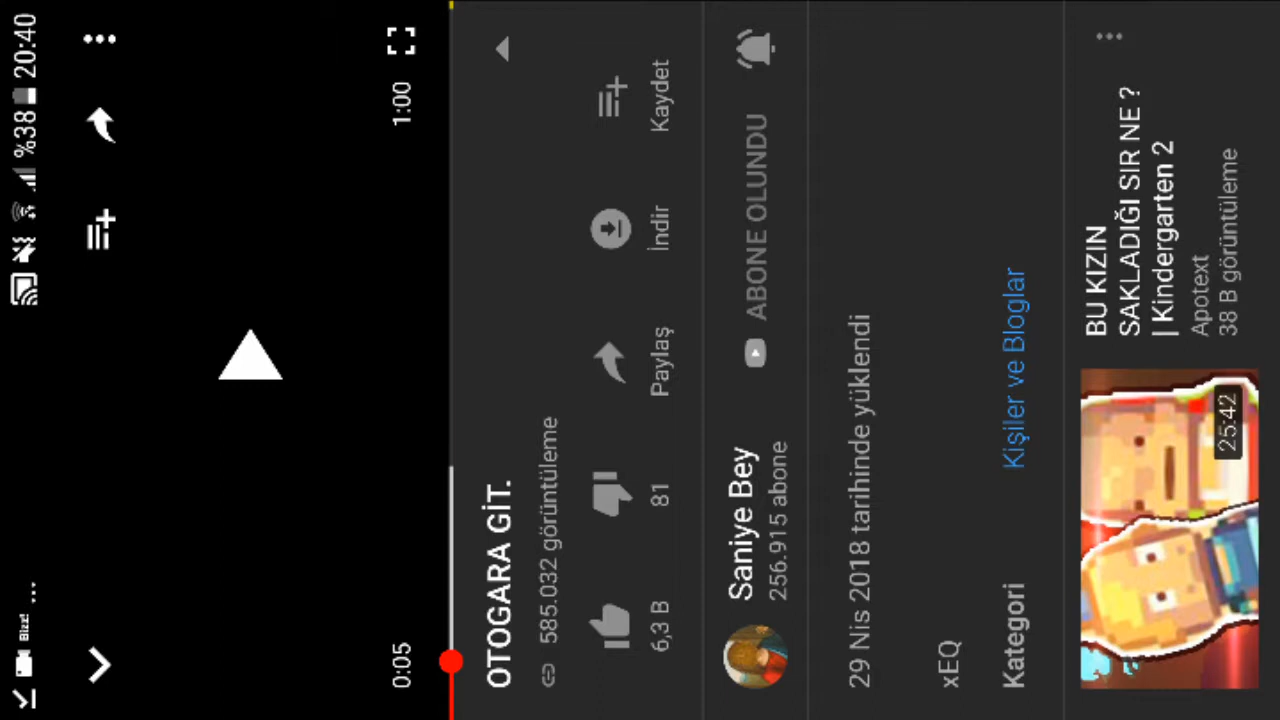 Bizz! ...
%38 20:40
0:05
1:00
OTOGARA GİT.
585.032 görüntüleme
6,3 B
81
Paylaş
İndir
Kaydet
Saniye Bey
256.915 abone
ABONE OLUNDU
29 Nis 2018 tarihinde yüklendi
xEQ
Kategori
Kişiler ve Bloglar
25:42
BU KIZIN
SAKLADIĞI SIR NE ?
| Kindergarten 2
Apotext
38 B görüntüleme